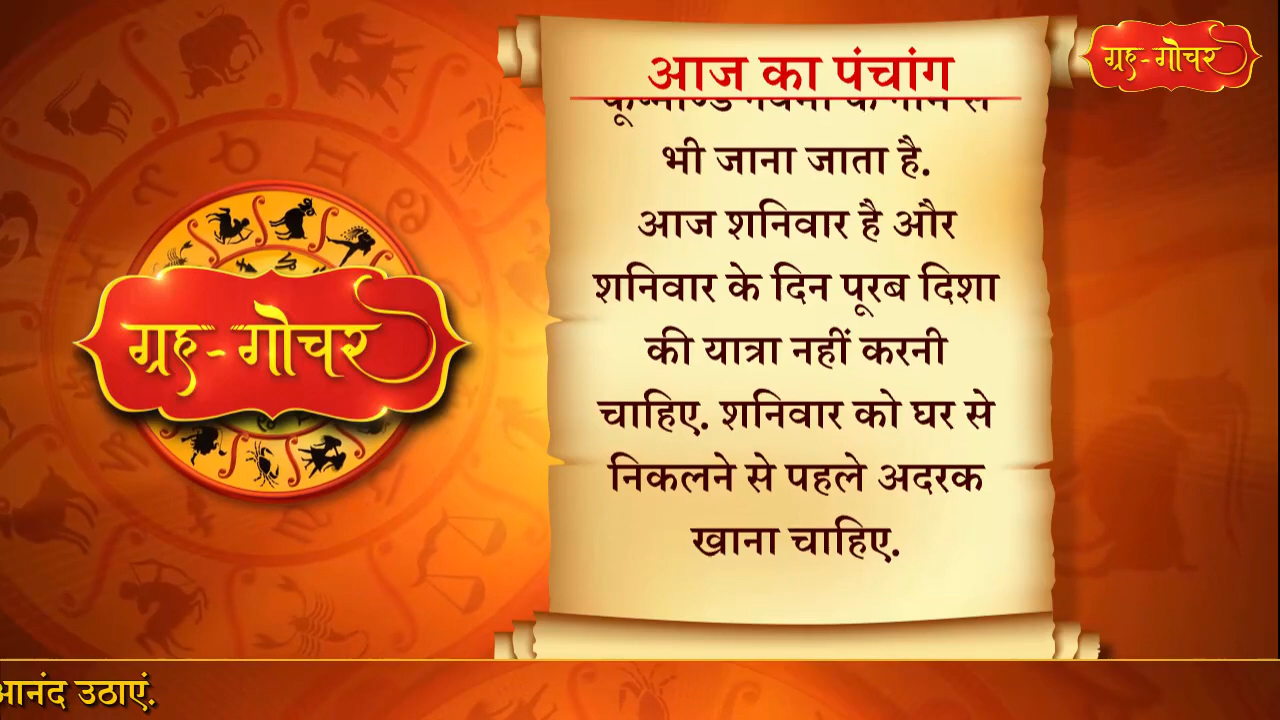 आज का पंचांग
ग्रह-गोचर
भी जाना जाता है.
आज शनिवार है और
शनिवार के दिन पूरब दिशा
की यात्रा नहीं करनी
चाहिए. शनिवार को घर से
निकलने से पहले अदरक
खाना चाहिए.
ग्रह-गोचर
आनंद उठाएं.